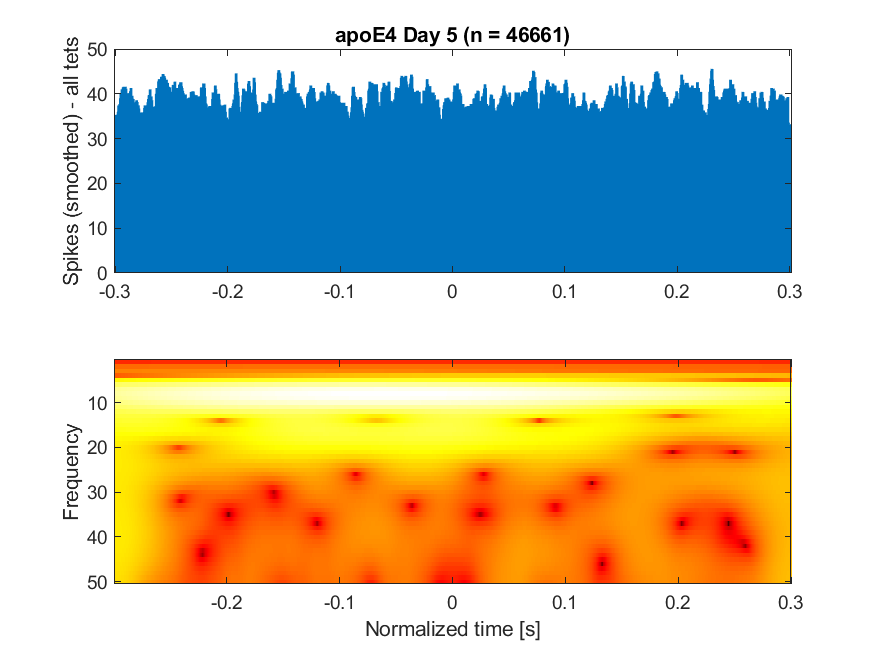 apoE4 Day 5 (n = 46661)
Spikes (smoothed) - all tets
50
40
30
20
10
0
-0.3 -0.2 -0.1 0 0.1 0.2 0.3
Frequency
10
20
30
40
50
-0.2 -0.1 0 0.1 0.2 0.3
Normalized time [s]